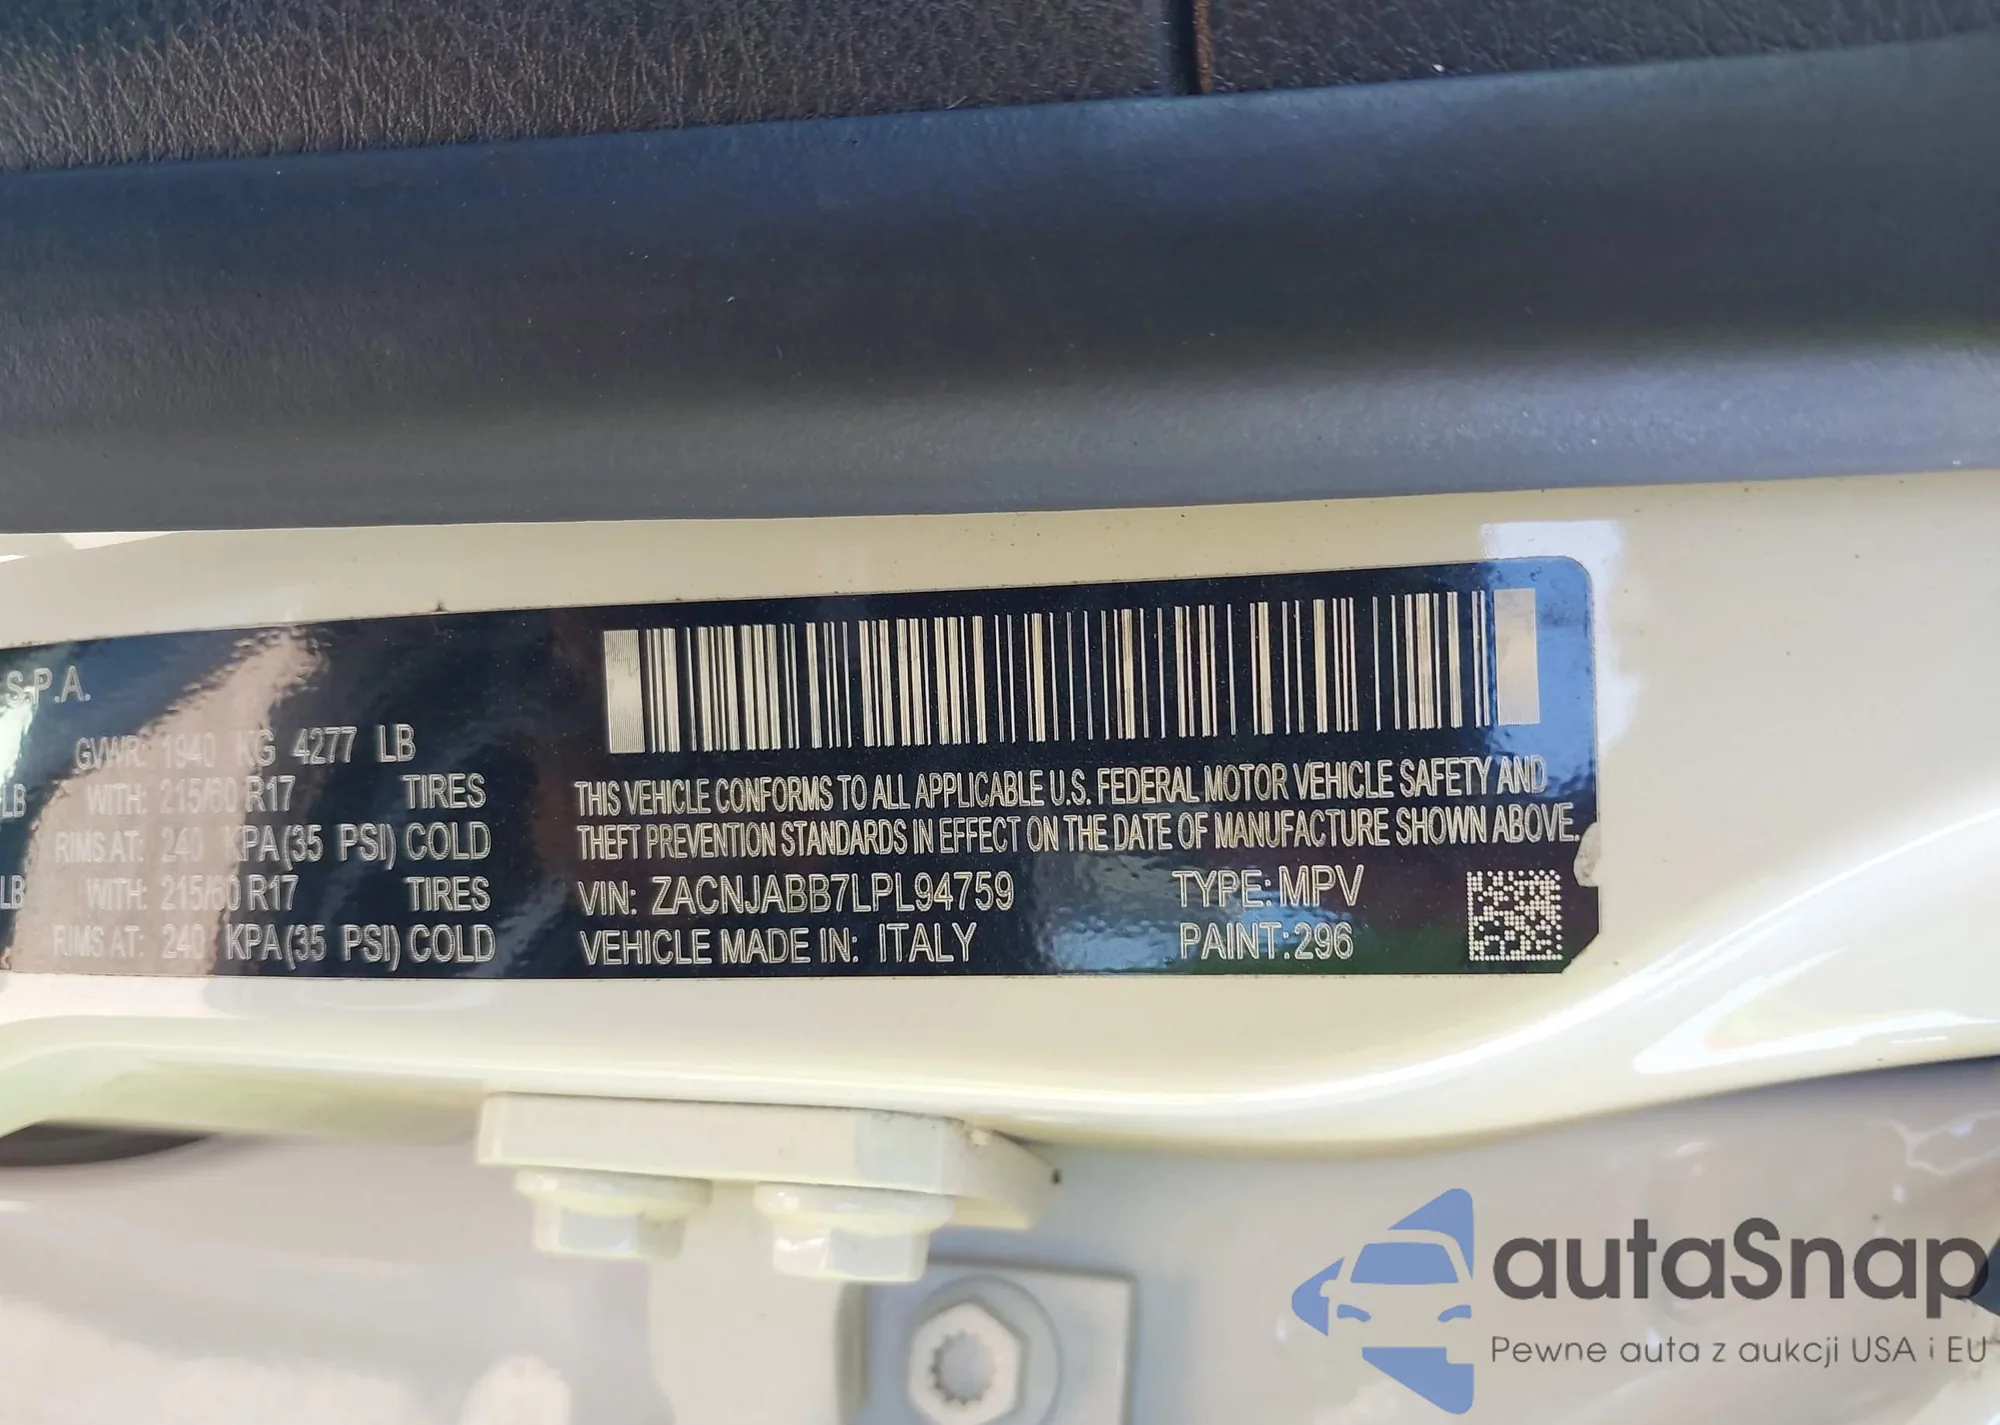 S.P.A.
GVWR: 1940 KG 4277 LB
LB WITH: 215/60 R17 TIRES
RIMS AT: 240 KPA(35 PSI) COLD
LB WITH: 215/60 R17 TIRES
RIMS AT: 240 KPA(35 PSI) COLD
THIS VEHICLE CONFORMS TO ALL APPLICABLE U.S. FEDERAL MOTOR VEHICLE SAFETY AND
THEFT PREVENTION STANDARDS IN EFFECT ON THE DATE OF MANUFACTURE SHOWN ABOVE.
VIN: ZACNJABB7LPL94759 TYPE: MPV
VEHICLE MADE IN: ITALY PAINT: 296
autaSnap
Pewne auta z aukcji USA i EU